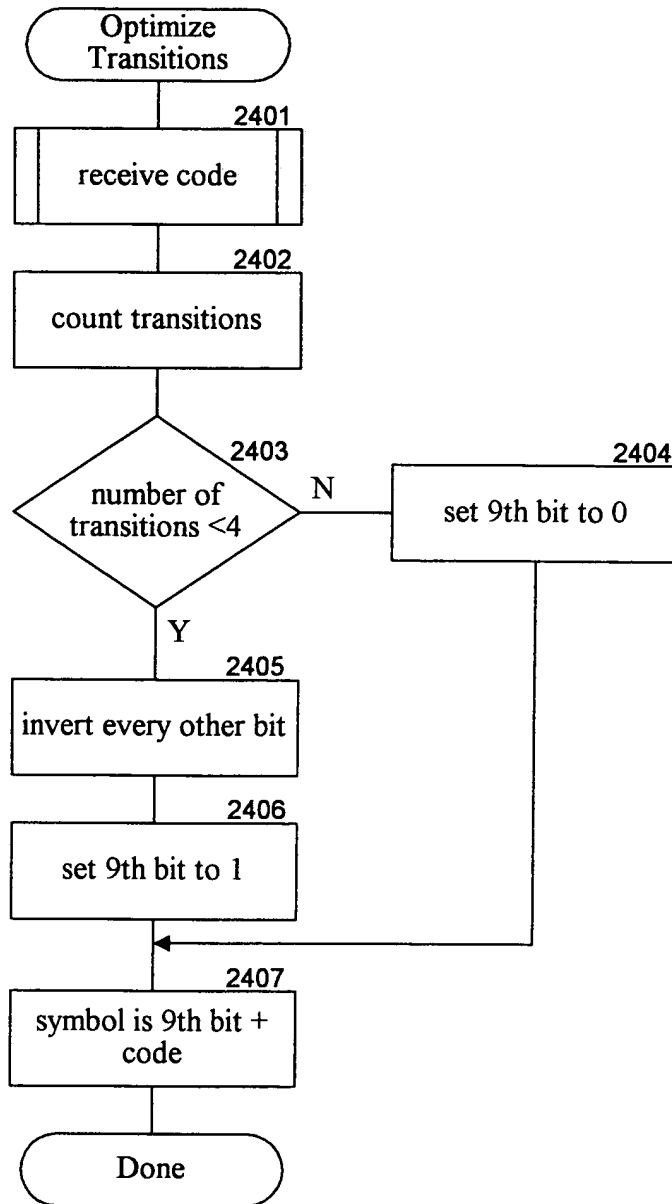 Optimize
Transitions
2401
receive code
2402
count transitions
2403
number of
transitions <4
N
2404
set 9th bit to 0
Y
2405
invert every other bit
2406
set 9th bit to 1
2407
symbol is 9th bit +
code
Done